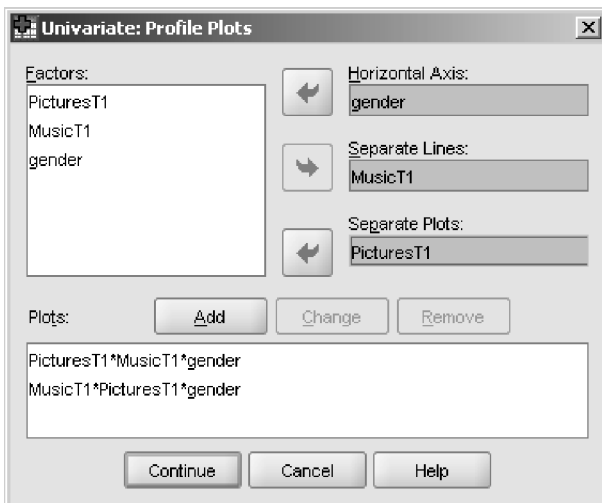 Univariate: Profile Plots
Factors:
PicturesT1
MusicT1
gender
Horizontal Axis:
gender
Separate Lines:
MusicT1
Separate Plots:
PicturesT1
Plots:
Add
Change
Remove
PicturesT1*MusicT1*gender
MusicT1*PicturesT1*gender
Continue
Cancel
Help